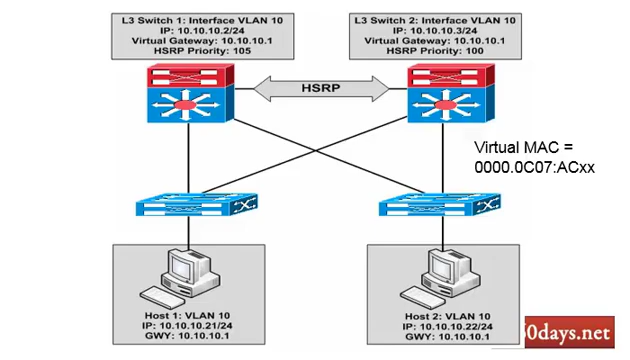 L3 Switch 1: Interface VLAN 10
IP: 10.10.10.2/24
Virtual Gateway: 10.10.10.1
HSRP Priority: 105
L3 Switch 2: Interface VLAN 10
IP: 10.10.10.3/24
Virtual Gateway: 10.10.10.1
HSRP Priority: 100
HSRP
Virtual MAC =
0000.0C07:ACxx
Host 1: VLAN 10
IP: 10.10.10.21/24
GWY: 10.10.10.1
Host 2: VLAN 10
IP: 10.10.10.22/24
GWY: 10.10.10.1
60days.net